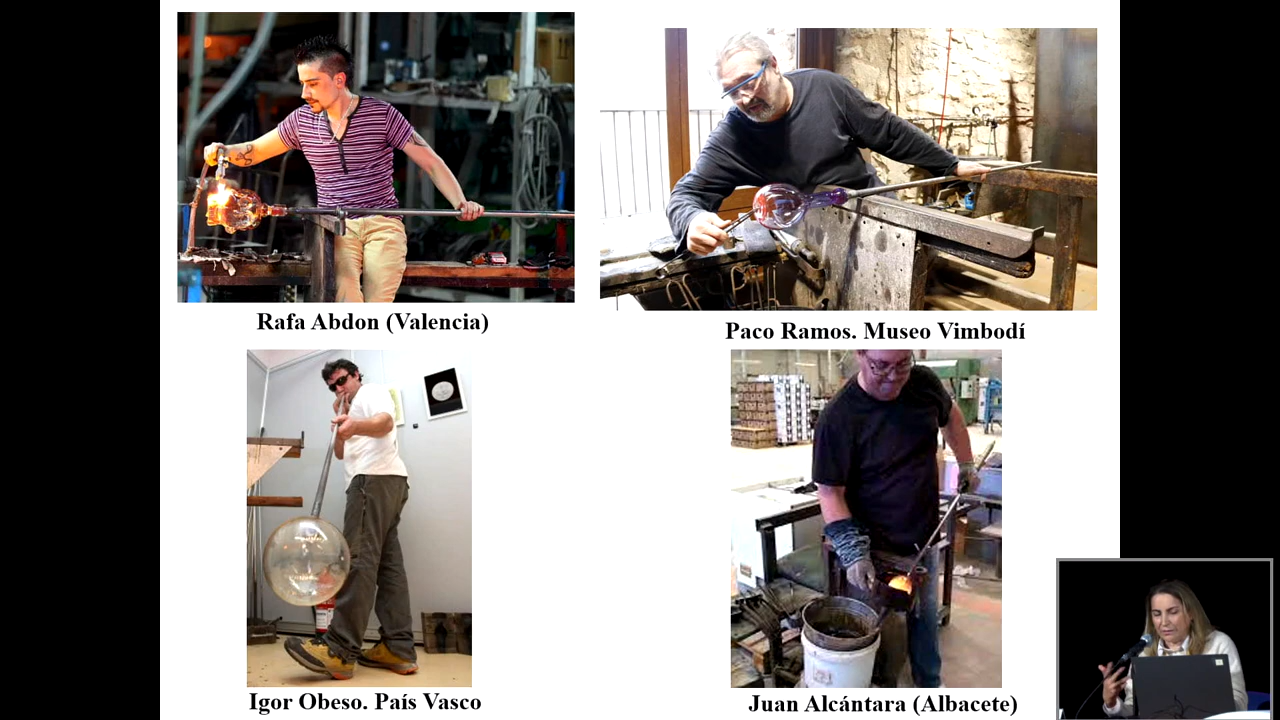 Rafa Abdon (Valencia)
Paco Ramos. Museo Vimbodí
Igor Obeso. País Vasco
Juan Alcántara (Albacete)